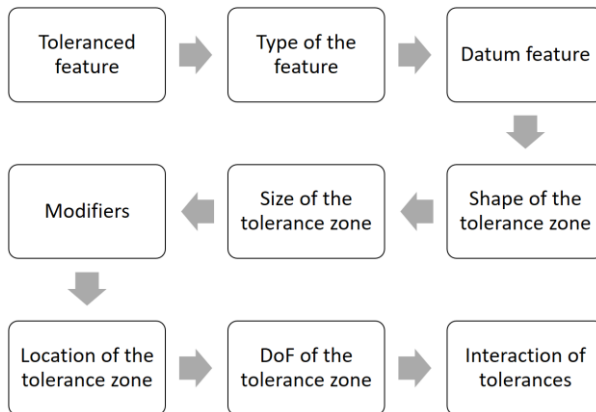 Toleranced
feature
Type of the
feature
Datum feature
Modifiers
Size of the
tolerance zone
Shape of the
tolerance zone
Location of the
tolerance zone
DoF of the
tolerance zone
Interaction of
tolerances